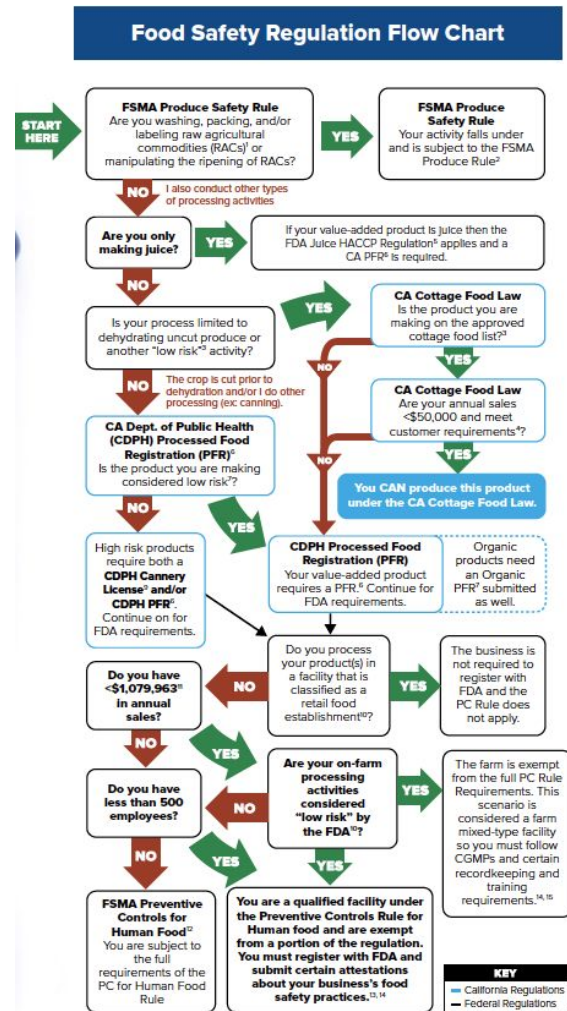 Food Safety Regulation Flow Chart
START
HERE
FSMA Produce Safety Rule
Are you washing, packing, and/or
labeling raw agricultural
commodities (RACs)¹ or
manipulating the ripening of RACs?
YES
FSMA Produce
Safety Rule
Your activity falls under
and is subject to the FSMA
Produce Rule²
NO
I also conduct other types
of processing activities
Are you only
making juice?
YES
If your value-added product is juice then the
FDA Juice HACCP Regulation⁵ applies and a
CA PFR⁶ is required.
NO
Is your process limited to
dehydrating uncut produce or
another "low risk"³ activity?
YES
CA Cottage Food Law
Is the product you are
making on the approved
cottage food list?³
NO
YES
NO
The crop is cut prior to
dehydration and/or I do other
processing (ex: canning).
CA Cottage Food Law
Are your annual sales
<$50,000 and meet
customer requirements⁴?
NO
YES
CA Dept. of Public Health
(CDPH) Processed Food
Registration (PFR)⁶
Is the product you are making
considered low risk⁷?
You CAN produce this product
under the CA Cottage Food Law.
NO
YES
High risk products
require both a
CDPH Cannery
License⁹ and/or
CDPH PFR⁶.
Continue on for
FDA requirements.
CDPH Processed Food
Registration (PFR)
Your value-added product
requires a PFR.⁶ Continue for
FDA requirements.
Organic
products need
an Organic
PFR⁷ submitted
as well.
Do you process
your product(s) in
a facility that is
classified as a
retail food
establishment¹⁰?
YES
The business is
not required to
register with
FDA and the
PC Rule does
not apply.
NO
Do you have
<$1,079,963¹¹
in annual
sales?
NO
YES
Are your on-farm
processing
activities
considered
"low risk" by
the FDA¹⁰?
YES
The farm is exempt
from the full PC Rule
Requirements. This
scenario is
considered a farm
mixed-type facility
so you must follow
CGMPs and certain
recordkeeping and
training
requirements.¹⁴, ¹⁵
NO
Do you have
less than 500
employees?
NO
YES
YES
FSMA Preventive
Controls for
Human Food¹²
You are subject to
the full
requirements of the
PC for Human Food
Rule
You are a qualified facility under
the Preventive Controls Rule for
Human food and are exempt
from a portion of the regulation.
You must register with FDA and
submit certain attestations
about your business's food
safety practices.¹³, ¹⁴
KEY
California Regulations
Federal Regulations